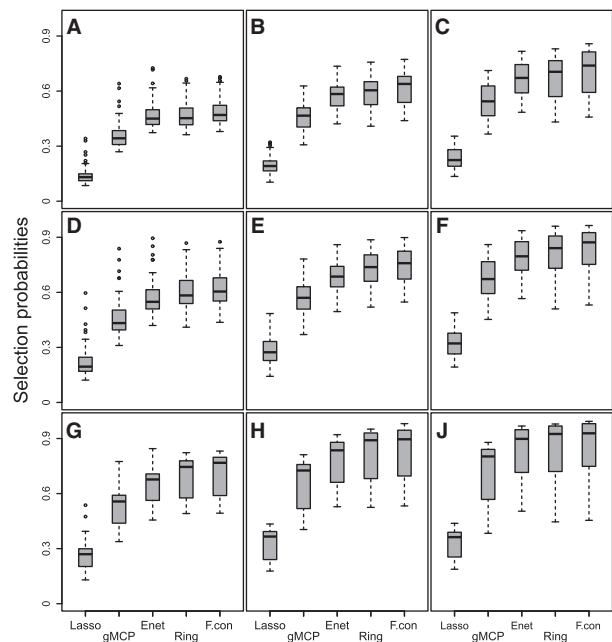 A
B
C
0.9
0.6
0.3
0
D
E
F
0.9
0.6
0.3
0
Selection probabilities
G
H
J
0.9
0.6
0.3
0
Lasso Enet F.con
gMCP Ring
Lasso Enet F.con
gMCP Ring
Lasso Enet F.con
gMCP Ring